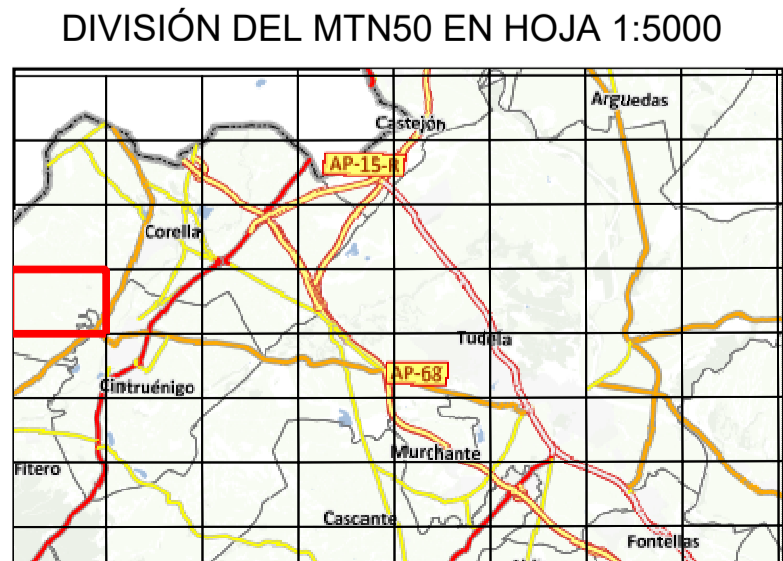 DIVISIÓN DEL MTN50 EN HOJA 1:5000
Arguedas
Castejón
AP-15-R
Corella
Tudela
AP-68
Cintruénigo
Murchante
Fitero
Cascante
Fontellas